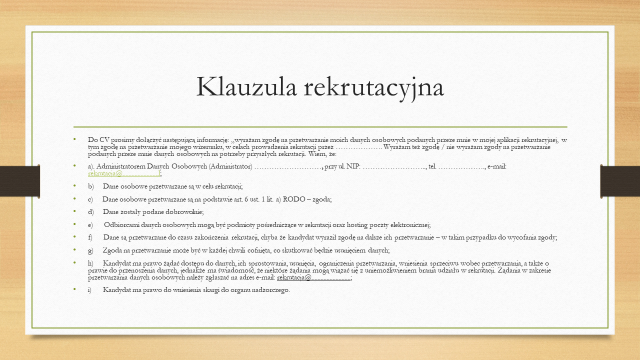 Klauzula rekrutacyjna
• Do CV prosimy dołączyć następującą informację: „wyrażam zgodę na przetwarzanie moich danych osobowych podanych przeze mnie w mojej aplikacji rekrutacyjnej, w
tym zgodę na przetwarzanie mojego wizerunku, w celach prowadzenia rekrutacji przez ………………… Wyrażam też zgodę / nie wyrażam zgody na przetwarzanie
podanych przeze mnie danych osobowych na potrzeby przyszłych rekrutacji. Wiem, że:
• a). Administratorem Danych Osobowych (Administrator) …………………………, przy ul. NIP: ………………………, tel. …………………, e-mail:
rekrutacja@.....................];
• b) Dane osobowe przetwarzane są w celu rekrutacji;
• c) Dane osobowe przetwarzane są na podstawie art. 6 ust. 1 lit. a) RODO – zgoda;
• d) Dane zostały podane dobrowolnie;
• e) Odbiorcami danych osobowych mogą być podmioty pośredniczące w rekrutacji oraz hosting poczty elektronicznej;
• f) Dane są przetwarzane do czasu zakończenia rekrutacji, chyba że kandydat wyraził zgodę na dalsze ich przetwarzanie – w takim przypadku do wycofania zgody;
• g) Zgoda na przetwarzanie może być w każdej chwili cofnięta, co skutkować będzie usunięciem danych;
• h) Kandydat ma prawo żądać dostępu do danych, ich sprostowania, usunięcia, ograniczenia przetwarzania, wniesienia sprzeciwu wobec przetwarzania, a także o
prawie do przenoszenia danych, jednakże ma świadomość, że niektóre żądania mogą wiązać się z uniemożliwieniem brania udziału w rekrutacji. Żądania w zakresie
przetwarzania danych osobowych należy zgłaszać na adres e-mail: rekrutacja@.....................;
• i) Kandydat ma prawo do wniesienia skargi do organu nadzorczego.